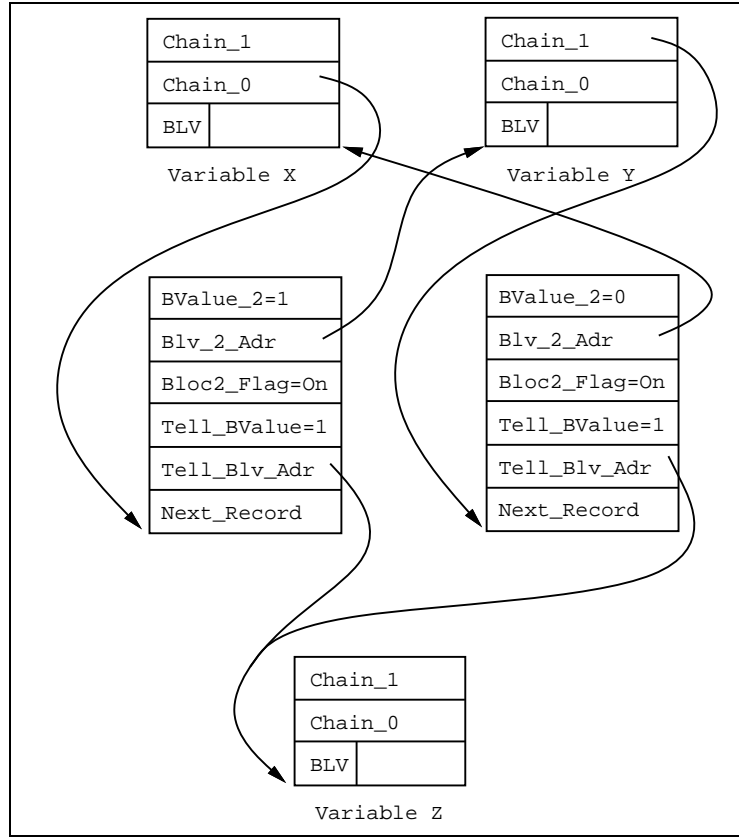 Chain_1
Chain_0
BLV
Variable X
Chain_1
Chain_0
BLV
Variable Y
BValue_2=1
Blv_2_Adr
Bloc2_Flag=On
Tell_BValue=1
Tell_Blv_Adr
Next_Record
BValue_2=0
Blv_2_Adr
Bloc2_Flag=On
Tell_BValue=1
Tell_Blv_Adr
Next_Record
Chain_1
Chain_0
BLV
Variable Z